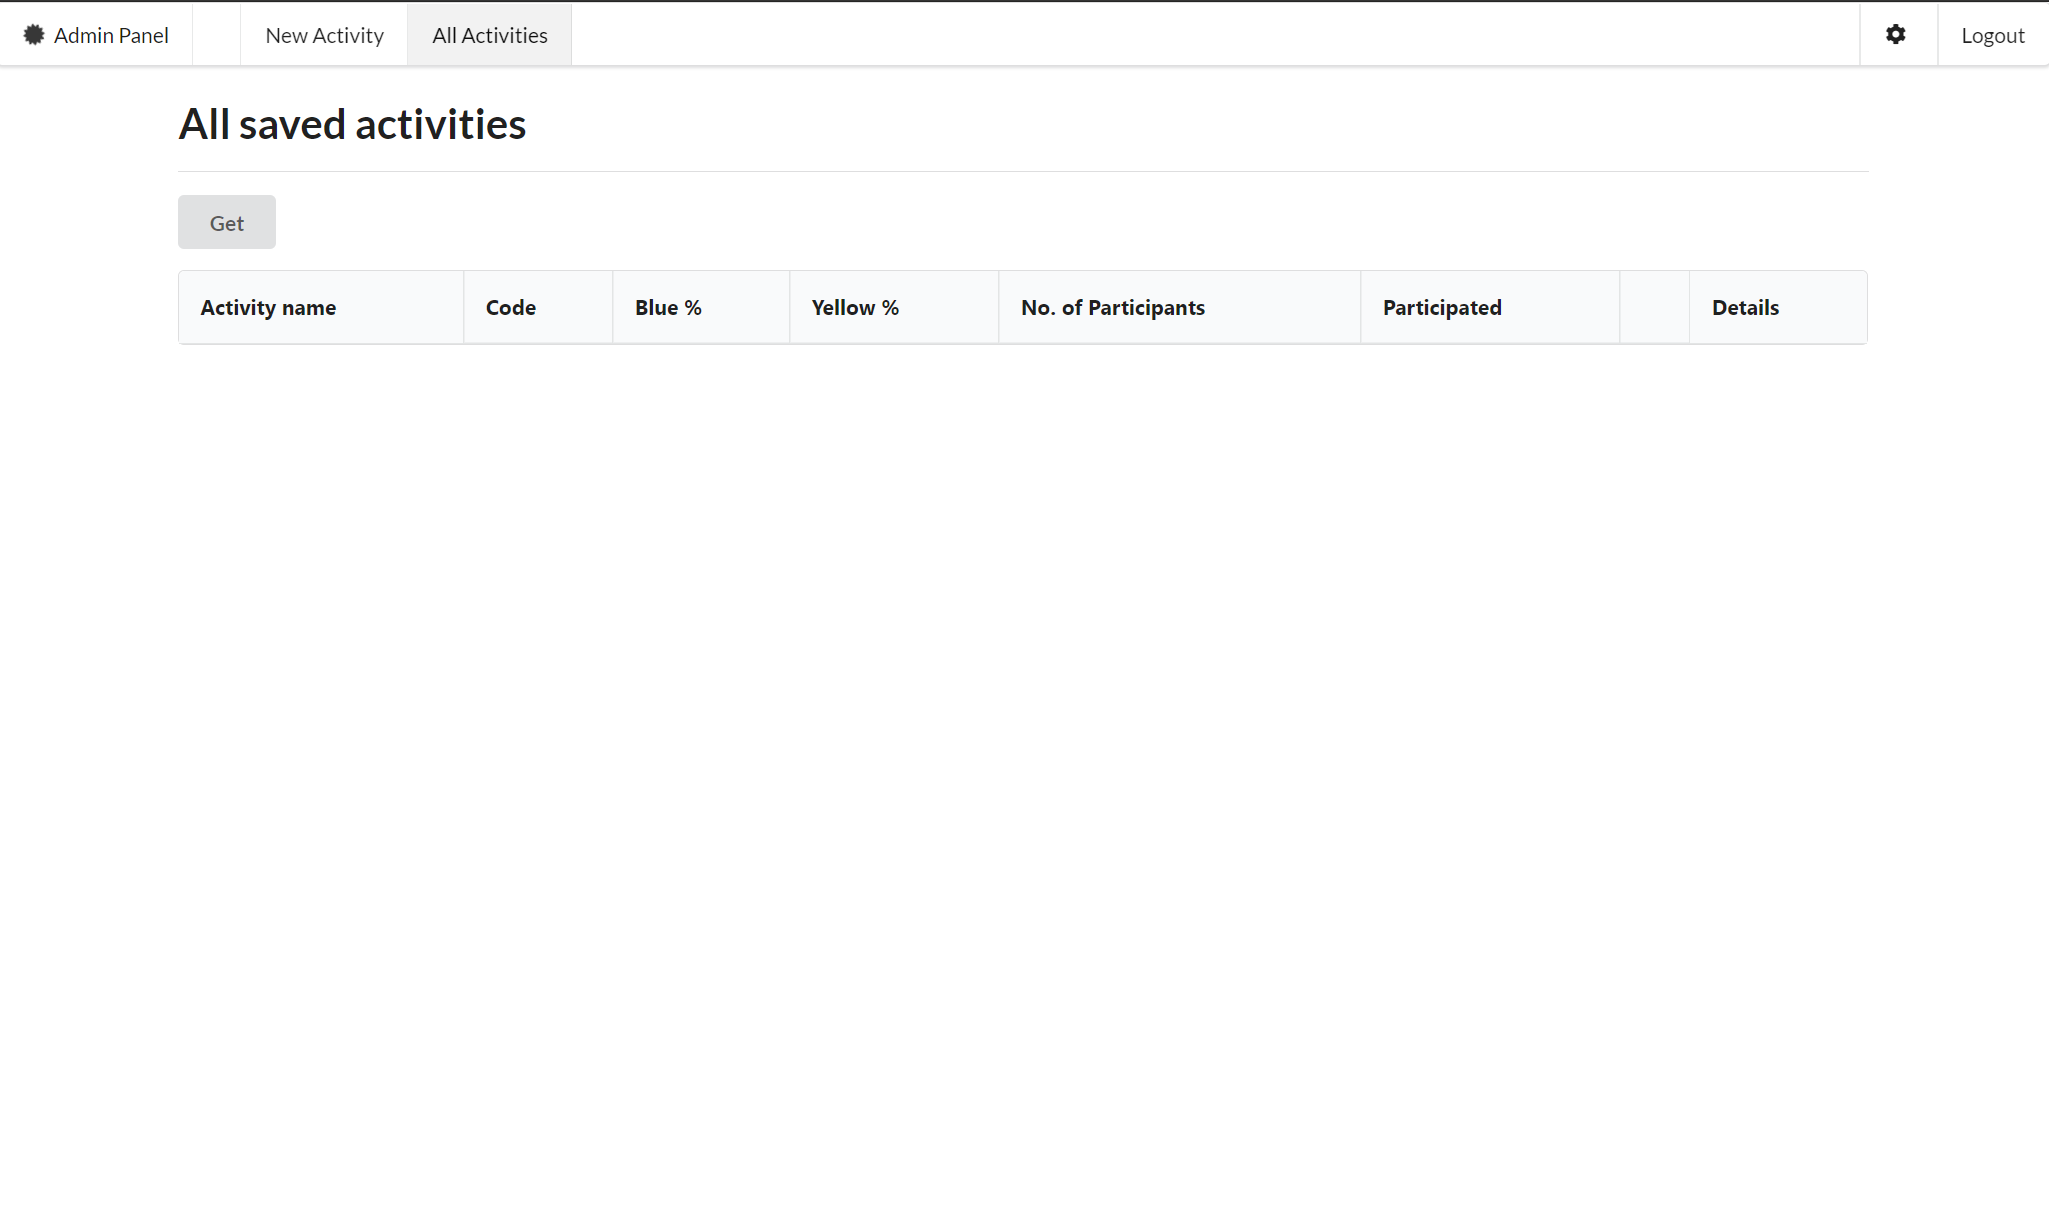 Admin Panel New Activity All Activities Logout
All saved activities
Get
Activity name Code Blue % Yellow % No. of Participants Participated Details